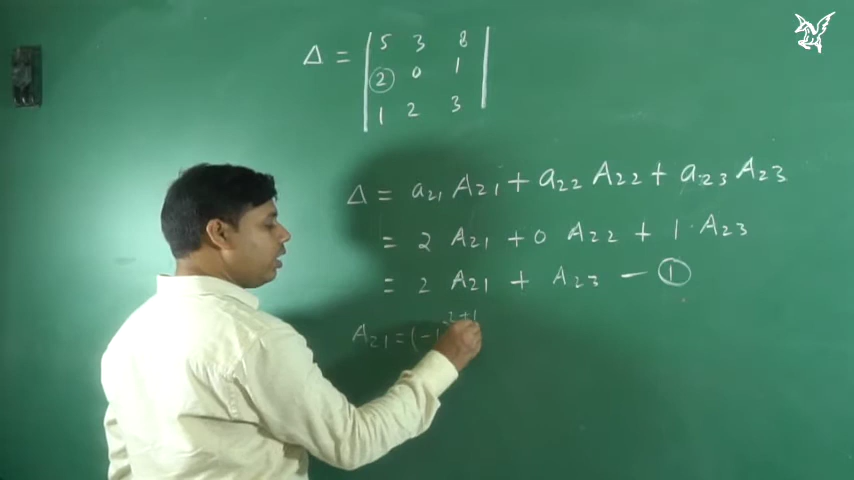 Δ = | 5 3 8 |
| 2 0 1 |
| 1 2 3 |
Δ = a₂₁ A₂₁ + a₂₂ A₂₂ + a₂₃ A₂₃
= 2 A₂₁ + 0 A₂₂ + 1 · A₂₃
= 2 A₂₁ + A₂₃ — ①
A₂₁ = (-1)²⁺¹